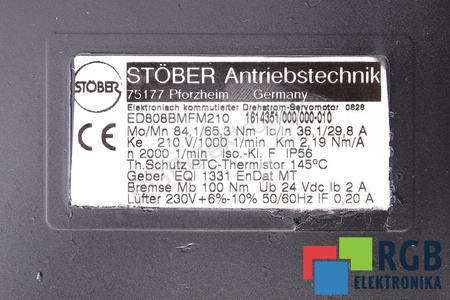 STÖBER
STÖBER Antriebstechnik
75177 Pforzheim Germany
Elektronisch kommutierter Drehstrom-Servomotor 0828
ED808BMFM210 1614351/000/000-010
Mo/Mn 84,1/65,3 Nm Io/In 36,1/29,8 A
Ke 210 V/1000 1/min KM 2,19 Nm/A
n 2000 1/min Iso.-Kl. F IP56
Th.Schutz PTC-Thermistor 145°C
Geber EQI 1331 EnDat MT
Bremse Mb 100 Nm Ub 24 Vdc Ib 2 A
Lüfter 230V+6%-10% 50/60Hz IF 0,20 A
CE
RGB
ELEKTRONIKA